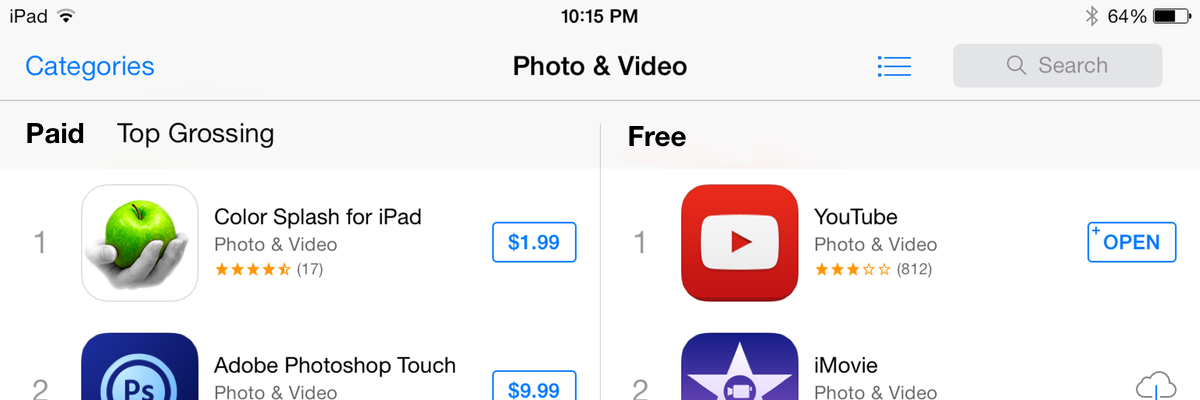 iPad 10:15 PM 64%
Categories Photo & Video Search
Paid Top Grossing
1
Color Splash for iPad
Photo & Video
(17)
$1.99
2
Ps
Adobe Photoshop Touch
Photo & Video
$9.99
Free
1
YouTube
Photo & Video
(812)
+OPEN
2
iMovie
Photo & Video